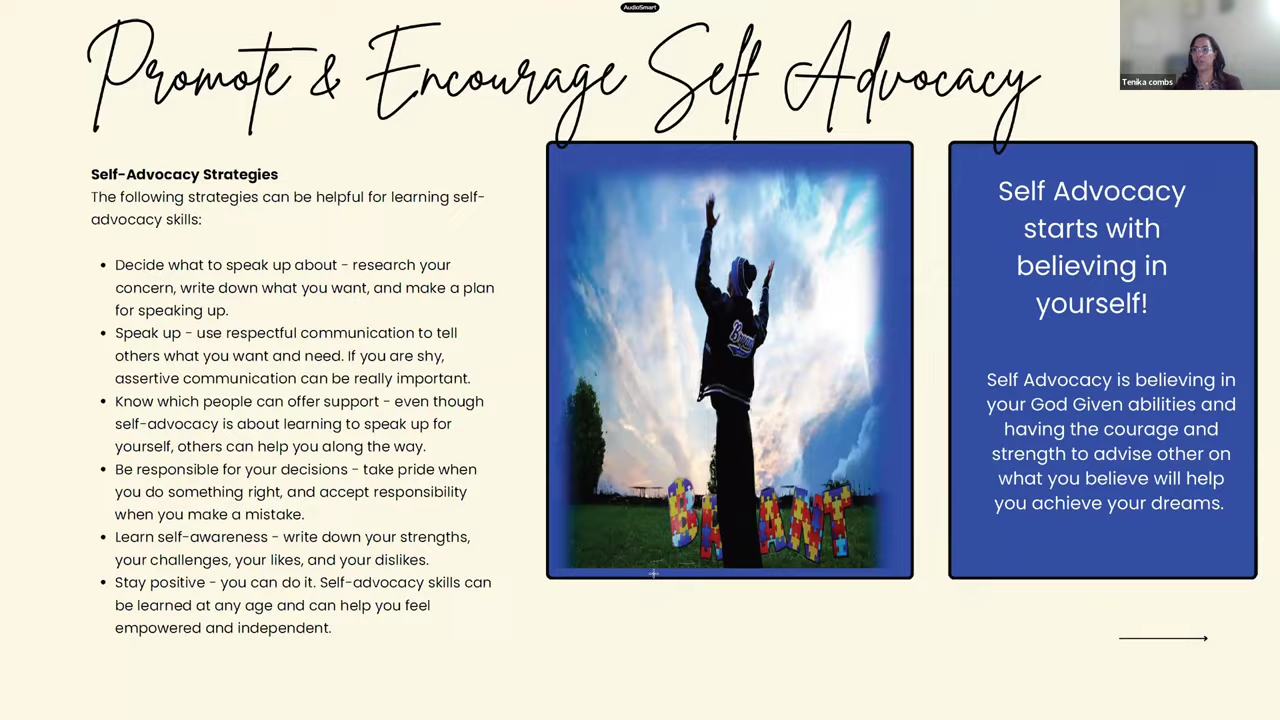 AudioSmart
Promote & Encourage Self Advocacy
Tenika combs
Self-Advocacy Strategies
The following strategies can be helpful for learning self-
advocacy skills:
• Decide what to speak up about - research your
concern, write down what you want, and make a plan
for speaking up.
• Speak up - use respectful communication to tell
others what you want and need. If you are shy,
assertive communication can be really important.
• Know which people can offer support - even though
self-advocacy is about learning to speak up for
yourself, others can help you along the way.
• Be responsible for your decisions - take pride when
you do something right, and accept responsibility
when you make a mistake.
• Learn self-awareness - write down your strengths,
your challenges, your likes, and your dislikes.
• Stay positive - you can do it. Self-advocacy skills can
be learned at any age and can help you feel
empowered and independent.
Self Advocacy
starts with
believing in
yourself!
Self Advocacy is believing in
your God Given abilities and
having the courage and
strength to advise other on
what you believe will help
you achieve your dreams.